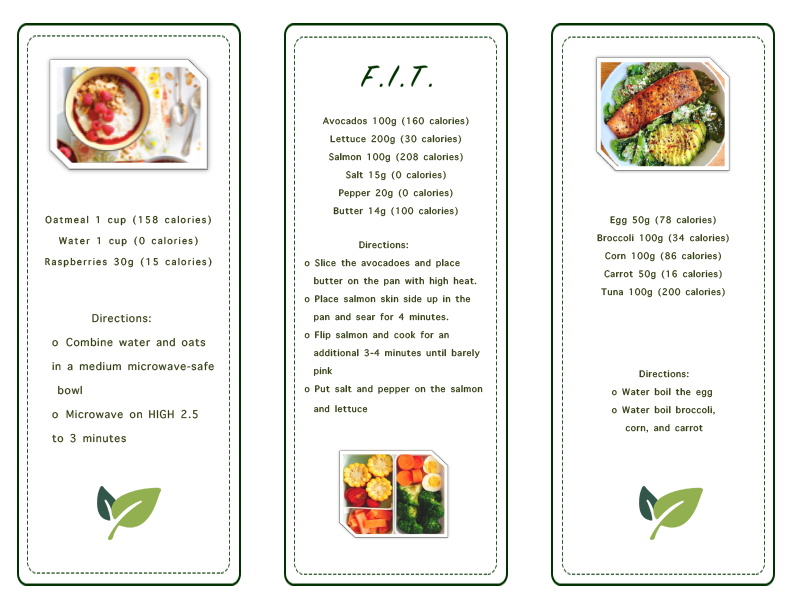 Oatmeal 1 cup (158 calories)
Water 1 cup (0 calories)
Raspberries 30g (15 calories)
Directions:
o Combine water and oats
in a medium microwave-safe
bowl
o Microwave on HIGH 2.5
to 3 minutes
F.I.T.
Avocados 100g (160 calories)
Lettuce 200g (30 calories)
Salmon 100g (208 calories)
Salt 15g (0 calories)
Pepper 20g (0 calories)
Butter 14g (100 calories)
Directions:
o Slice the avocadoes and place
butter on the pan with high heat.
o Place salmon skin side up in the
pan and sear for 4 minutes.
o Flip salmon and cook for an
additional 3-4 minutes until barely
pink
o Put salt and pepper on the salmon
and lettuce
Egg 50g (78 calories)
Broccoli 100g (34 calories)
Corn 100g (86 calories)
Carrot 50g (16 calories)
Tuna 100g (200 calories)
Directions:
o Water boil the egg
o Water boil broccoli,
corn, and carrot